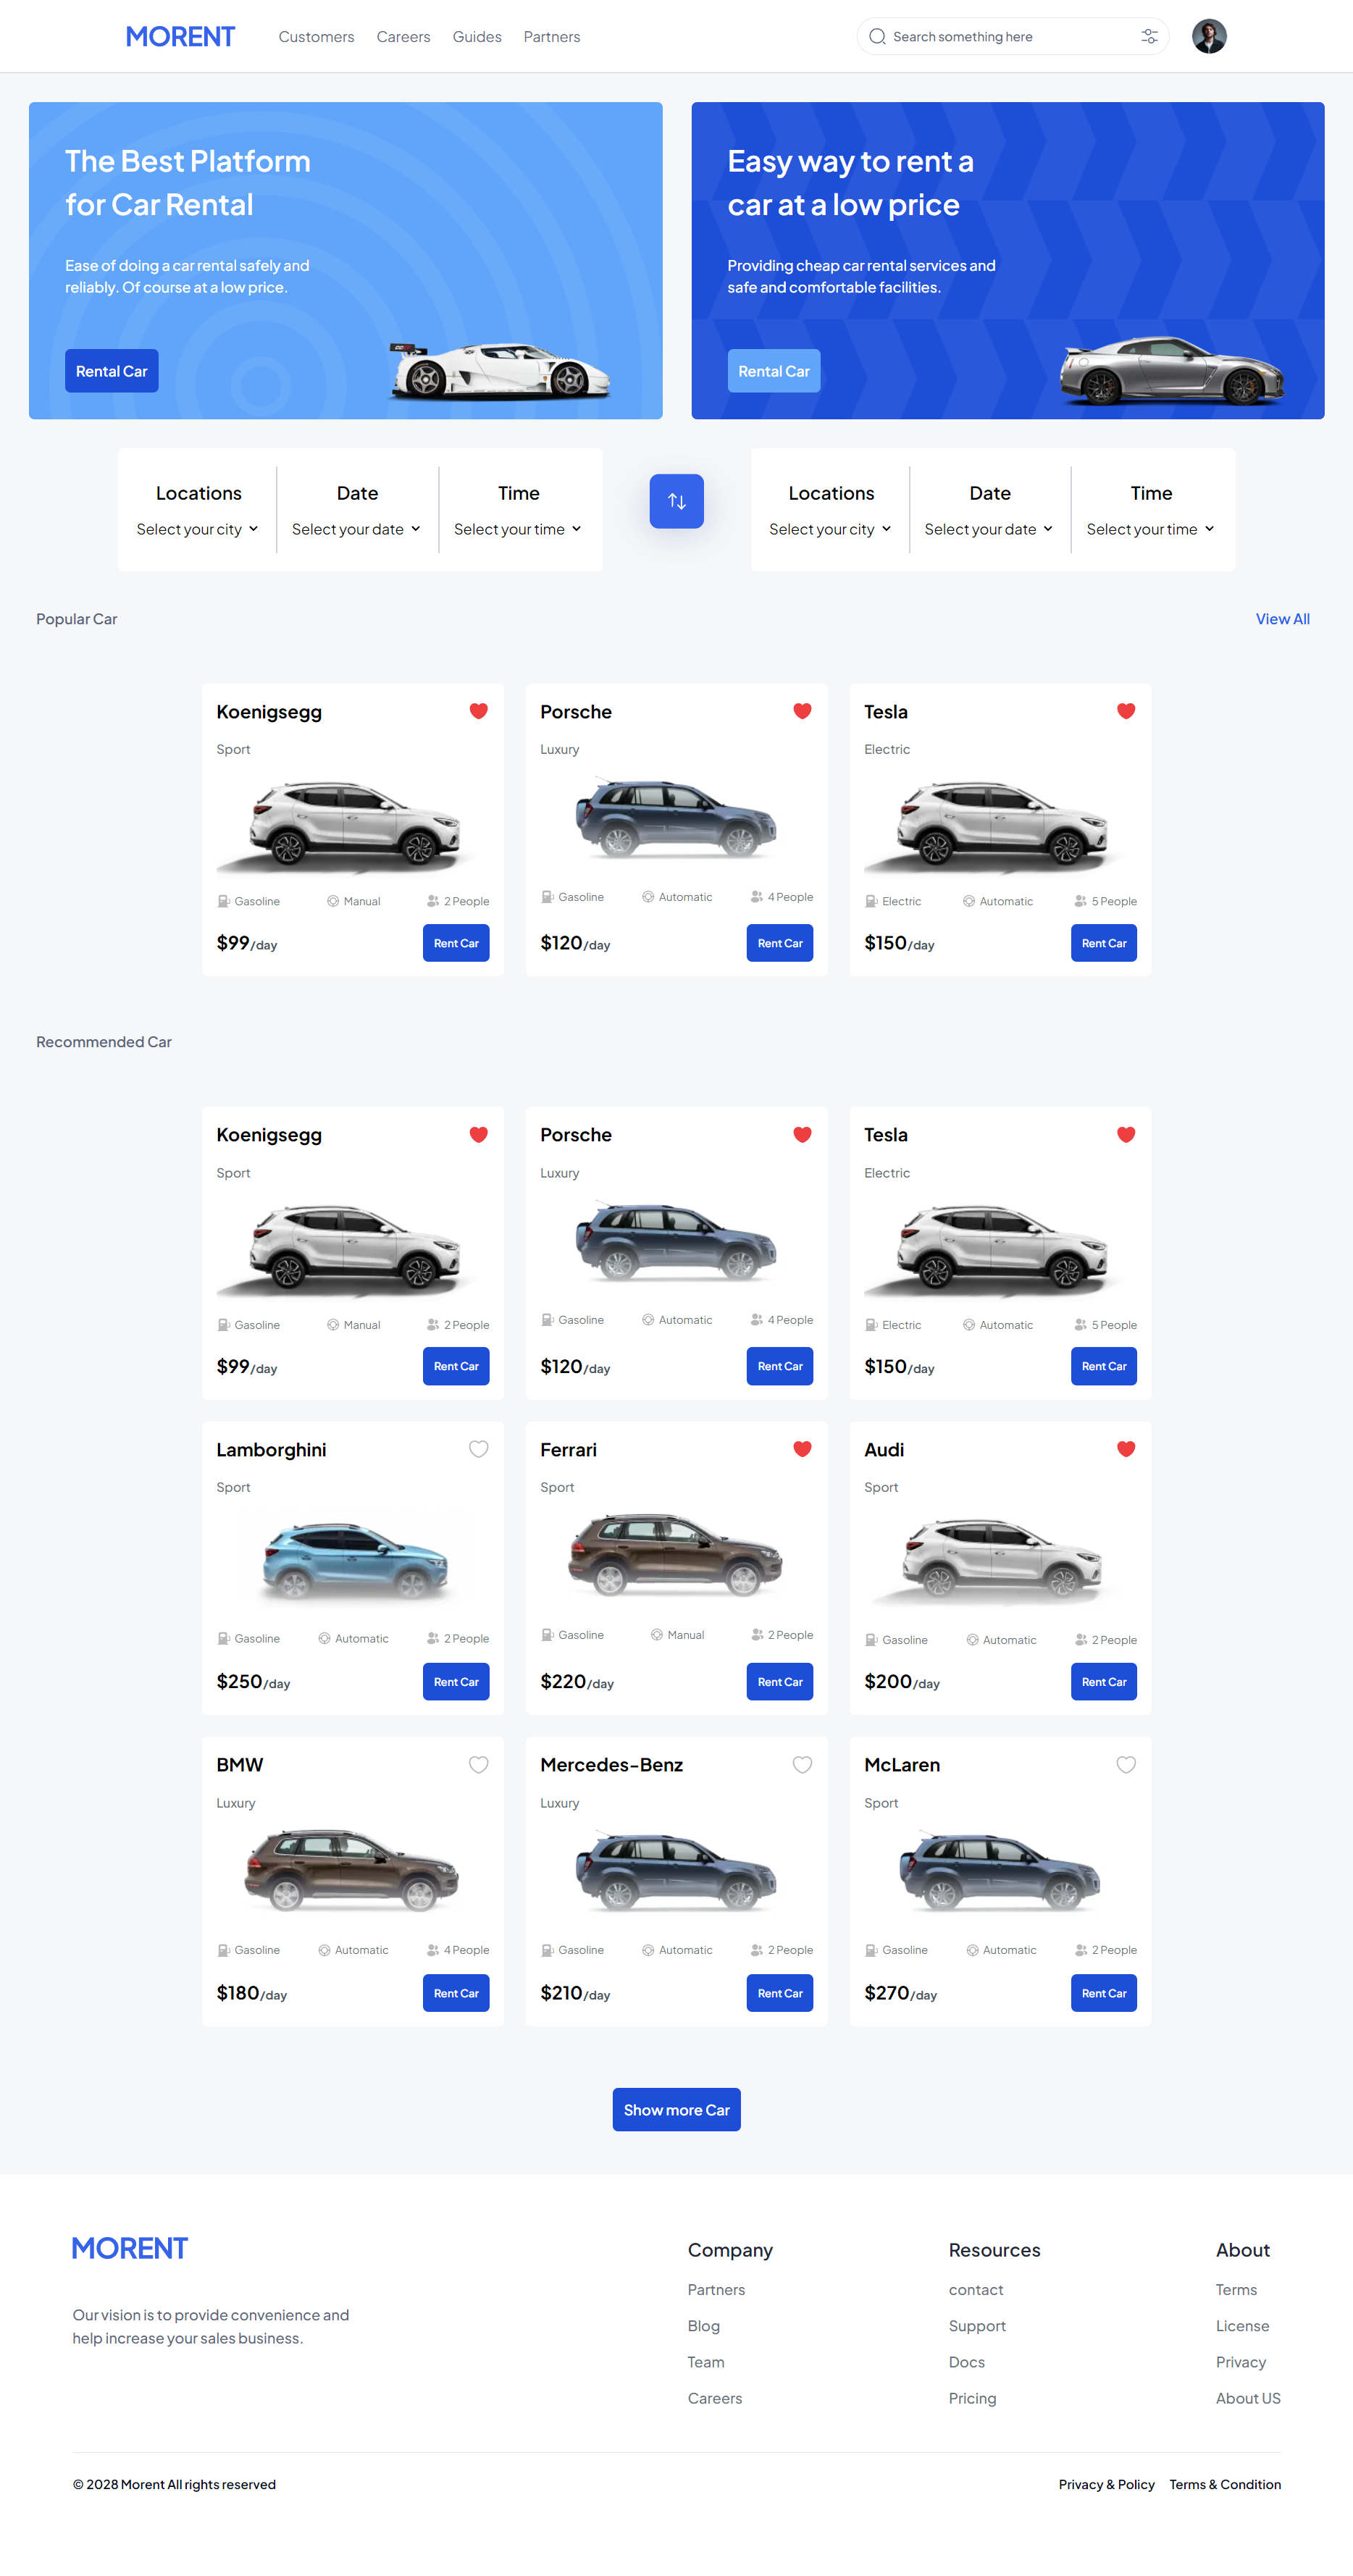 MORENT
Customers Careers Guides Partners
Search something here
The Best Platform
for Car Rental
Ease of doing a car rental safely and
reliably. Of course at a low price.
Rental Car
Easy way to rent a
car at a low price
Providing cheap car rental services and
safe and comfortable facilities.
Rental Car
Locations Date Time
Select your city Select your date Select your time
Locations Date Time
Select your city Select your date Select your time
Popular Car View All
Koenigsegg
Sport
Gasoline Manual 2 People
$99/day Rent Car
Porsche
Luxury
Gasoline Automatic 4 People
$120/day Rent Car
Tesla
Electric
Electric Automatic 5 People
$150/day Rent Car
Recommended Car
Koenigsegg
Sport
Gasoline Manual 2 People
$99/day Rent Car
Porsche
Luxury
Gasoline Automatic 4 People
$120/day Rent Car
Tesla
Electric
Electric Automatic 5 People
$150/day Rent Car
Lamborghini
Sport
Gasoline Automatic 2 People
$250/day Rent Car
Ferrari
Sport
Gasoline Manual 2 People
$220/day Rent Car
Audi
Sport
Gasoline Automatic 2 People
$200/day Rent Car
BMW
Luxury
Gasoline Automatic 4 People
$180/day Rent Car
Mercedes-Benz
Luxury
Gasoline Automatic 2 People
$210/day Rent Car
McLaren
Sport
Gasoline Automatic 2 People
$270/day Rent Car
Show more Car
MORENT
Our vision is to provide convenience and
help increase your sales business.
Company
Partners
Blog
Team
Careers
Resources
contact
Support
Docs
Pricing
About
Terms
License
Privacy
About US
© 2028 Morent All rights reserved
Privacy & Policy Terms & Condition